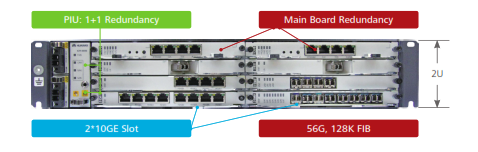 PIU: 1+1 Redundancy
Main Board Redundancy
2U
2*10GE Slot
56G, 128K FIB